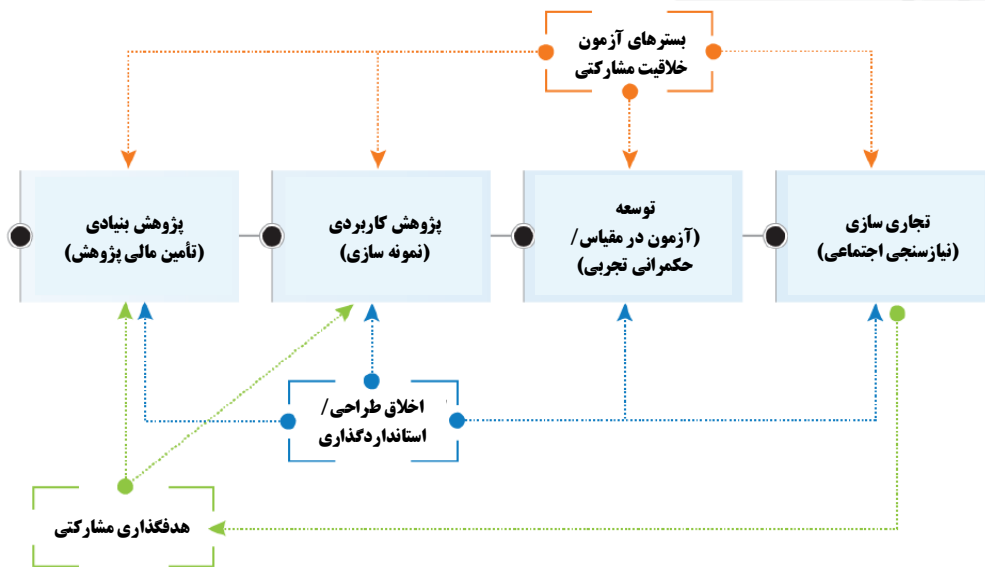 بسترهای آزمون
خلاقیت مشارکتی
پژوهش بنیادی
(تأمین مالی پژوهش)
پژوهش کاربردی
(نمونه سازی)
توسعه
(آزمون در مقیاس/
حکمرانی تجربی)
تجاری سازی
(نیازسنجی اجتماعی)
اخلاق طراحی/
استانداردگذاری
هدفگذاری مشارکتی